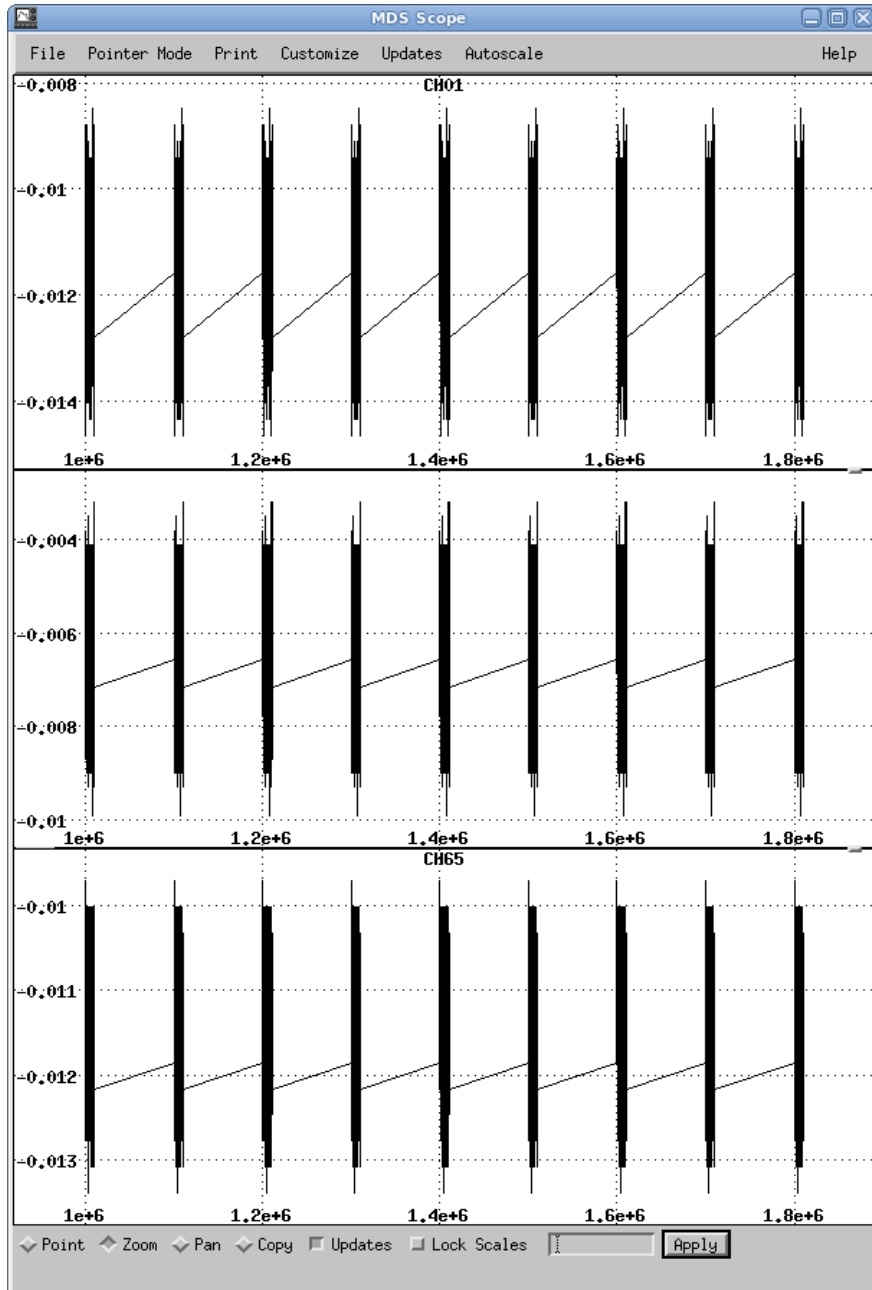 MDS Scope
File Pointer Mode Print Customize Updates Autoscale Help
CH01
-0.008
-0.01
-0.012
-0.014
1e+6 1.2e+6 1.4e+6 1.6e+6 1.8e+6
-0.004
-0.006
-0.008
-0.01
1e+6 1.2e+6 1.4e+6 1.6e+6 1.8e+6
CH65
-0.01
-0.011
-0.012
-0.013
1e+6 1.2e+6 1.4e+6 1.6e+6 1.8e+6
Point Zoom Pan Copy Updates Lock Scales Apply